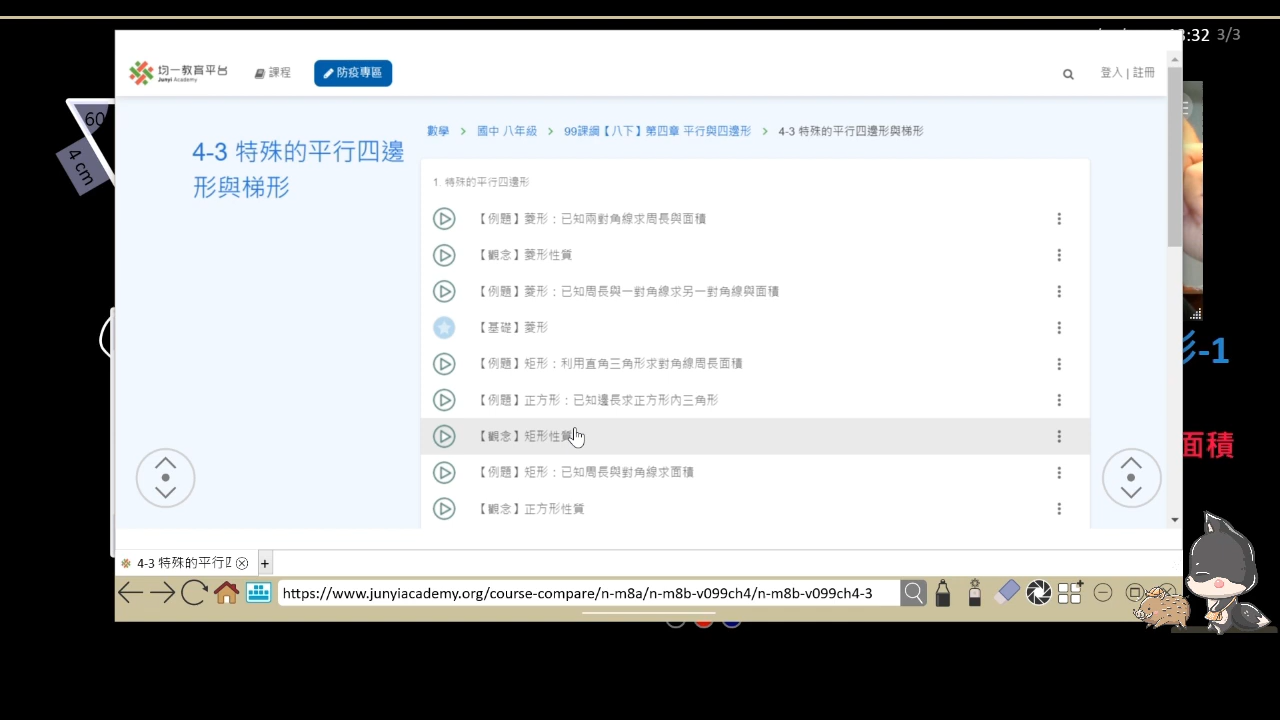 3:32 3/3
均一教育平台
Junyi Academy
課程
防疫專區
登入 | 註冊
60
4 cm
數學 > 國中 八年級 > 99課綱【八下】第四章 平行與四邊形 > 4-3 特殊的平行四邊形與梯形
4-3 特殊的平行四邊
形與梯形
1. 特殊的平行四邊形
【例題】菱形：已知兩對角線求周長與面積
【觀念】菱形性質
【例題】菱形：已知周長與一對角線求另一對角線與面積
【基礎】菱形
【例題】矩形：利用直角三角形求對角線周長面積
【例題】正方形：已知邊長求正方形內三角形
【觀念】矩形性質
【例題】矩形：已知周長與對角線求面積
【觀念】正方形性質
形-1
面積
4-3 特殊的平行四
+
https://www.junyiacademy.org/course-compare/n-m8a/n-m8b-v099ch4/n-m8b-v099ch4-3